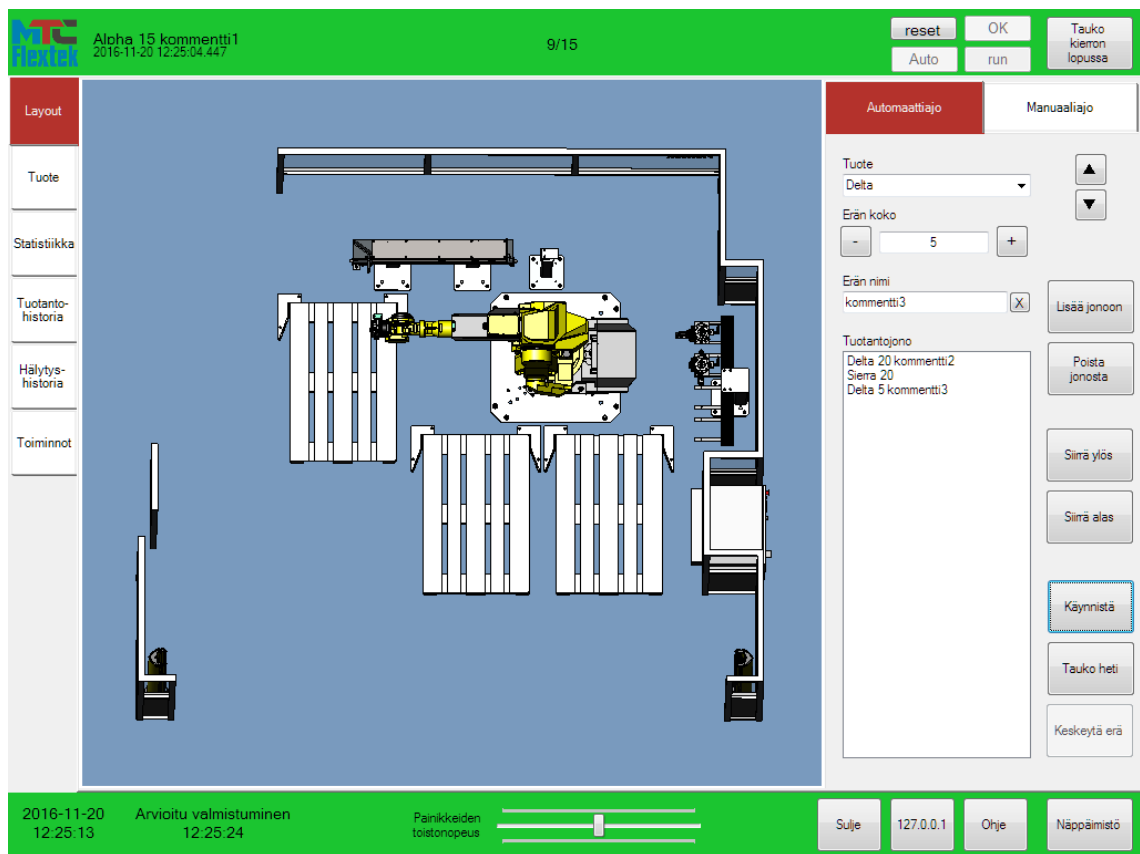 MTC
Flextek
Alpha 15 kommentti1
2016-11-20 12:25:04.447
9/15
reset
OK
Auto
run
Tauko
kierron
lopussa
Layout
Tuote
Statistiikka
Tuotanto-
historia
Hälytys-
historia
Toiminnot
Automaattiajo
Manuaaliajo
Tuote
Delta
▲
▼
Erän koko
-
5
+
Erän nimi
kommentti3
X
Lisää jonoon
Tuotantojono
Delta 20 kommentti2
Sierra 20
Delta 5 kommentti3
Poista
jonosta
Siirrä ylös
Siirrä alas
Käynnistä
Tauko heti
Keskeytä erä
2016-11-20
12:25:13
Arvioitu valmistuminen
12:25:24
Painikkeiden
toistonopeus
Sulje
127.0.0.1
Ohje
Näppäimistö